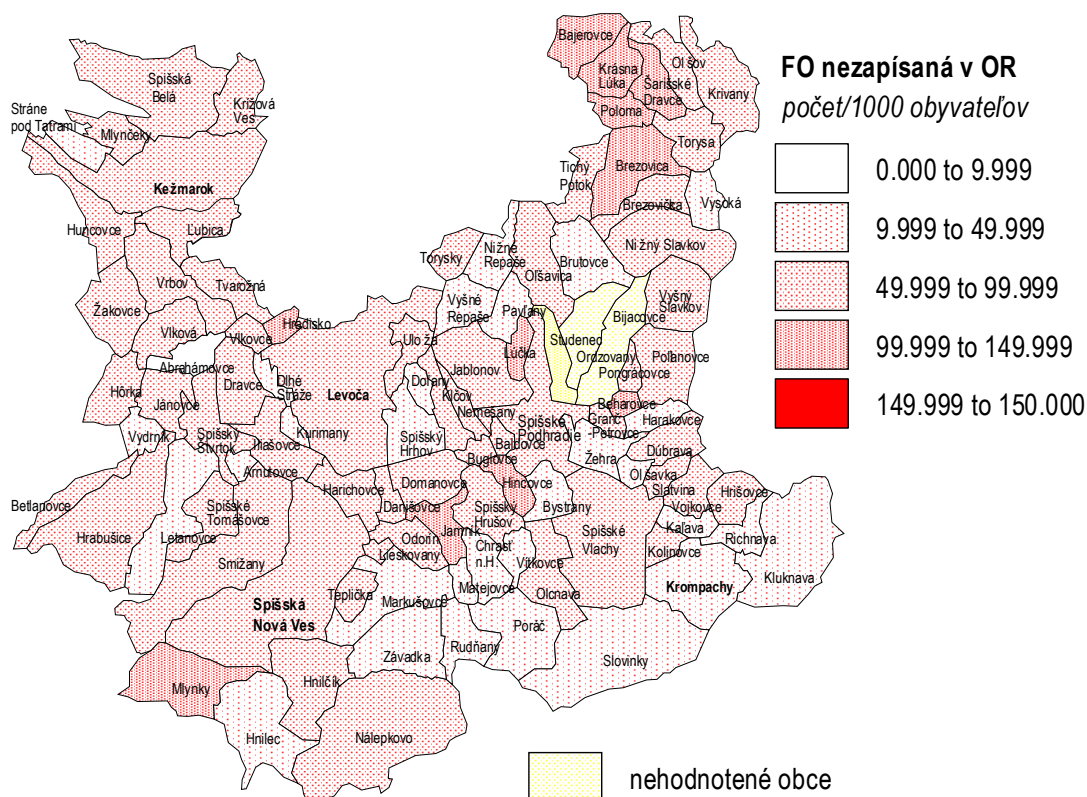 FO nezapísaná v OR
počet/1000 obyvateľov
0.000 to 9.999
9.999 to 49.999
49.999 to 99.999
99.999 to 149.999
149.999 to 150.000
nehodnotené obce
Bajerovce
Krásna
Lúka
Oľšov
Šarišské
Dravce
Krivany
Poloma
Torysa
Spišská
Belá
Križová
Ves
Stráne
pod Tatrami
Mlynčeky
Kežmarok
Tichý
Potok
Brezovica
Brezovička
Vysoká
Huncovce
Ľubica
Nižný Slavkov
Torysky
Nižné
Repaše
Oľšavica
Brutovce
Vrbov
Tvarožná
Žakovce
Vyšné
Repaše
Pavľany
Bijacovce
Vyšný
Slavkov
Vlková
Vlkovce
Hradisko
Uloža
Studenec
Ordzovany
Lúčka
Poľanovce
Pongrácovce
Abrahámovce
Dravce
Dlhé
Stráže
Levoča
Doľany
Jablonov
Klčov
Hôrka
Jánovce
Nemešany
Beharovce
Spišské
Podhradie
Granč
-Petrovce
Harakovce
Vydrník
Spišský
Štvrtok
Iliašovce
Kurimany
Spišský
Hrhov
Baldovce
Buglovce
Žehra
Dúbrava
Arnutovce
Harichovce
Domanovce
Hincovce
Oľšavka
Slatvina
Hrišovce
Betlanovce
Hrabušice
Letanovce
Spišské
Tomášovce
Danišovce
Spišský
Hrušov
Bystrany
Spišské
Vlachy
Vojkovce
Kaľava
Richnava
Odorín
Jamník
Chrasť
n.H.
Lieskovany
Vítkovce
Kolinovce
Smižany
Kluknava
Krompachy
Teplička
Markušovce
Matejovce
Olcnava
Spišská
Nová Ves
Poráč
Rudňany
Závadka
Slovinky
Mlynky
Hnilčík
Hnilec
Nálepkovo